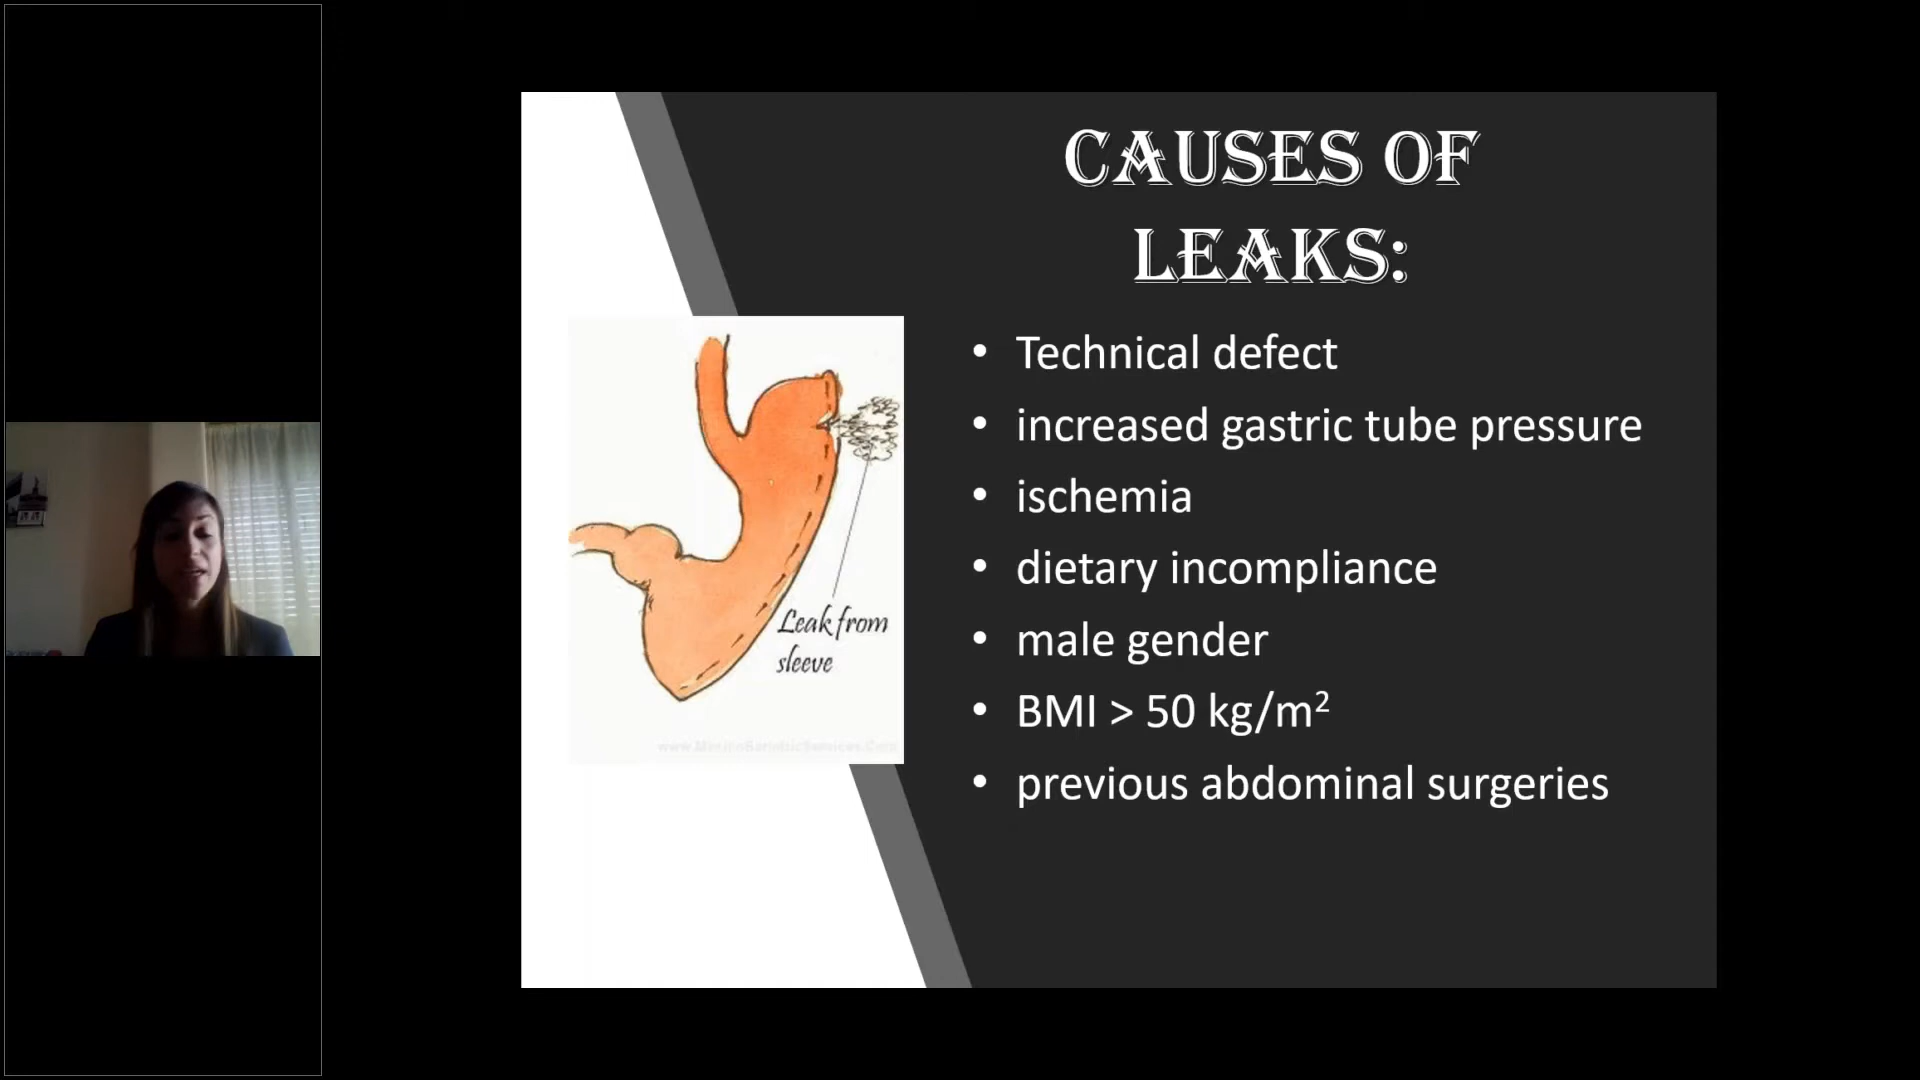 CAUSES OF
LEAKS:
• Technical defect
• increased gastric tube pressure
• ischemia
• dietary incompliance
• male gender
• BMI > 50 kg/m²
• previous abdominal surgeries
Leak from
sleeve